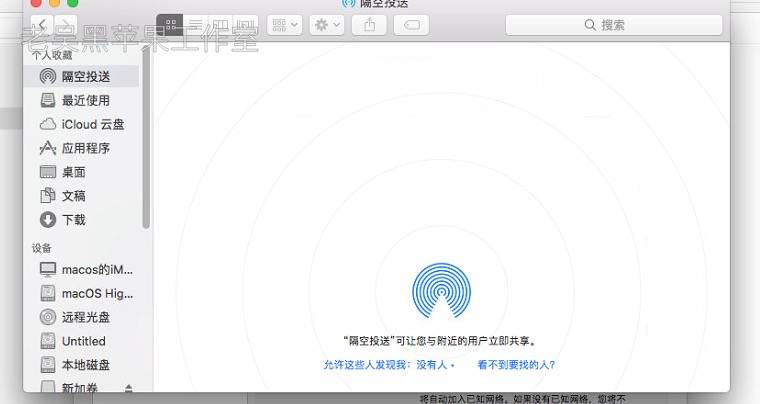 隔空投送
搜索
老吴黑苹果工作室
个人收藏
隔空投送
最近使用
iCloud 云盘
应用程序
桌面
文稿
下载
设备
macos的iM...
macOS Hig...
远程光盘
Untitled
本地磁盘
新加卷
“隔空投送”可让您与附近的用户立即共享。
允许这些人发现我：没有人
看不到要找的人？
将自动加入已知网络。如果没有已知网络，您将不